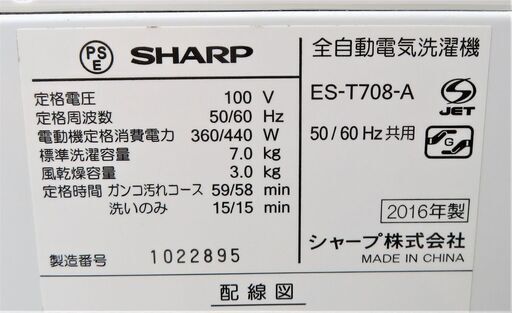 PS E SHARP
全自動電気洗濯機
ES-T708-A
S JET
定格電圧 100 V
定格周波数 50/60 Hz
電動機定格消費電力 360/440 W
標準洗濯容量 7.0 kg
風乾燥容量 3.0 kg
定格時間 ガンコ汚れコース 59/58 min
洗いのみ 15/15 min
製造番号 1022895
50/60 Hz共用
G
2016年製
シャープ株式会社
MADE IN CHINA
配線図